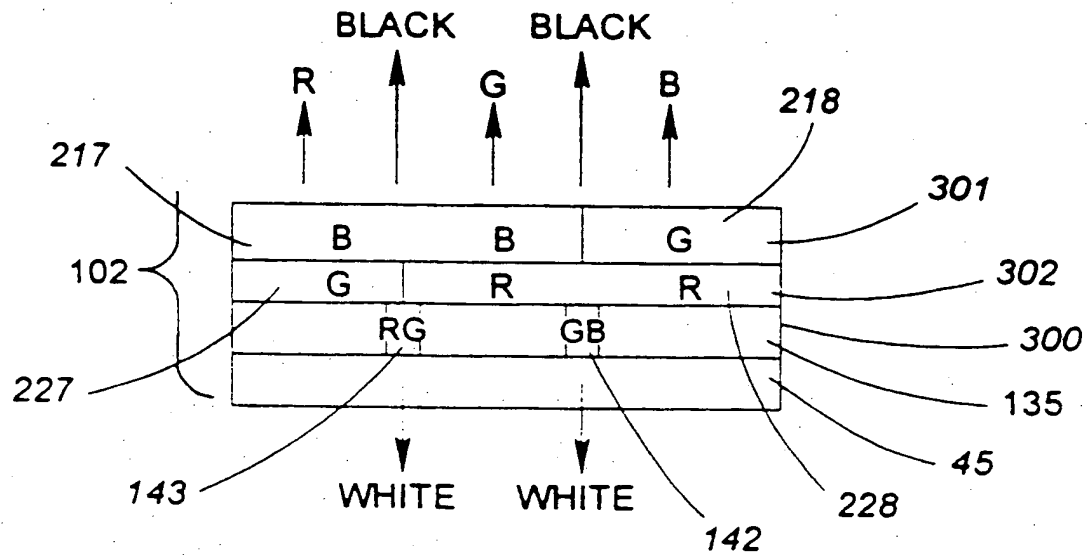 BLACK BLACK
R G B 218
217 301
B B G
102 G R R 302
RG GB 300
227 135
45
143 WHITE WHITE 142 228